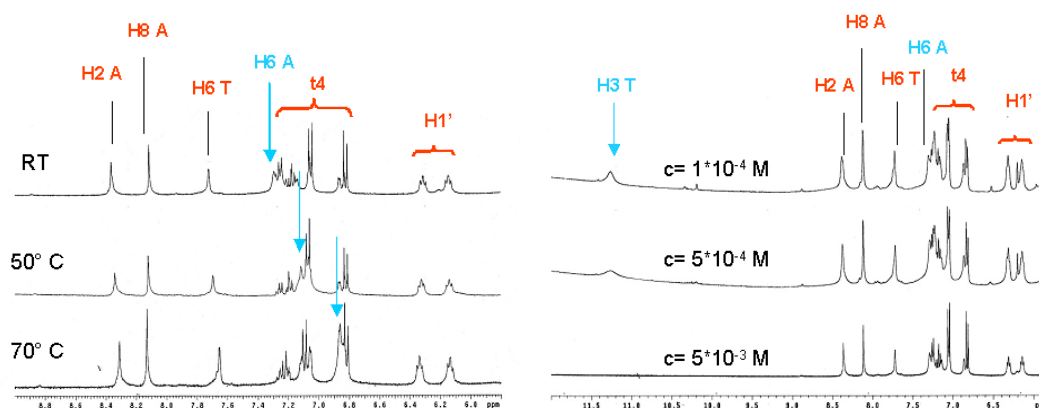 H8 A
H2 A
H6 T
H6 A
t4
H1'
RT
50° C
70° C
8.8 8.6 8.4 8.2 8.0 7.8 7.6 7.4 7.2 7.0 6.8 6.6 6.4 6.2 6.0 ppm
H8 A
H6 A
H3 T
H2 A
H6 T
t4
H1'
c= 1*10-4 M
c= 5*10-4 M
c= 5*10-3 M
11.5 11.0 10.5 10.0 9.5 9.0 8.5 8.0 7.5 7.0 6.5